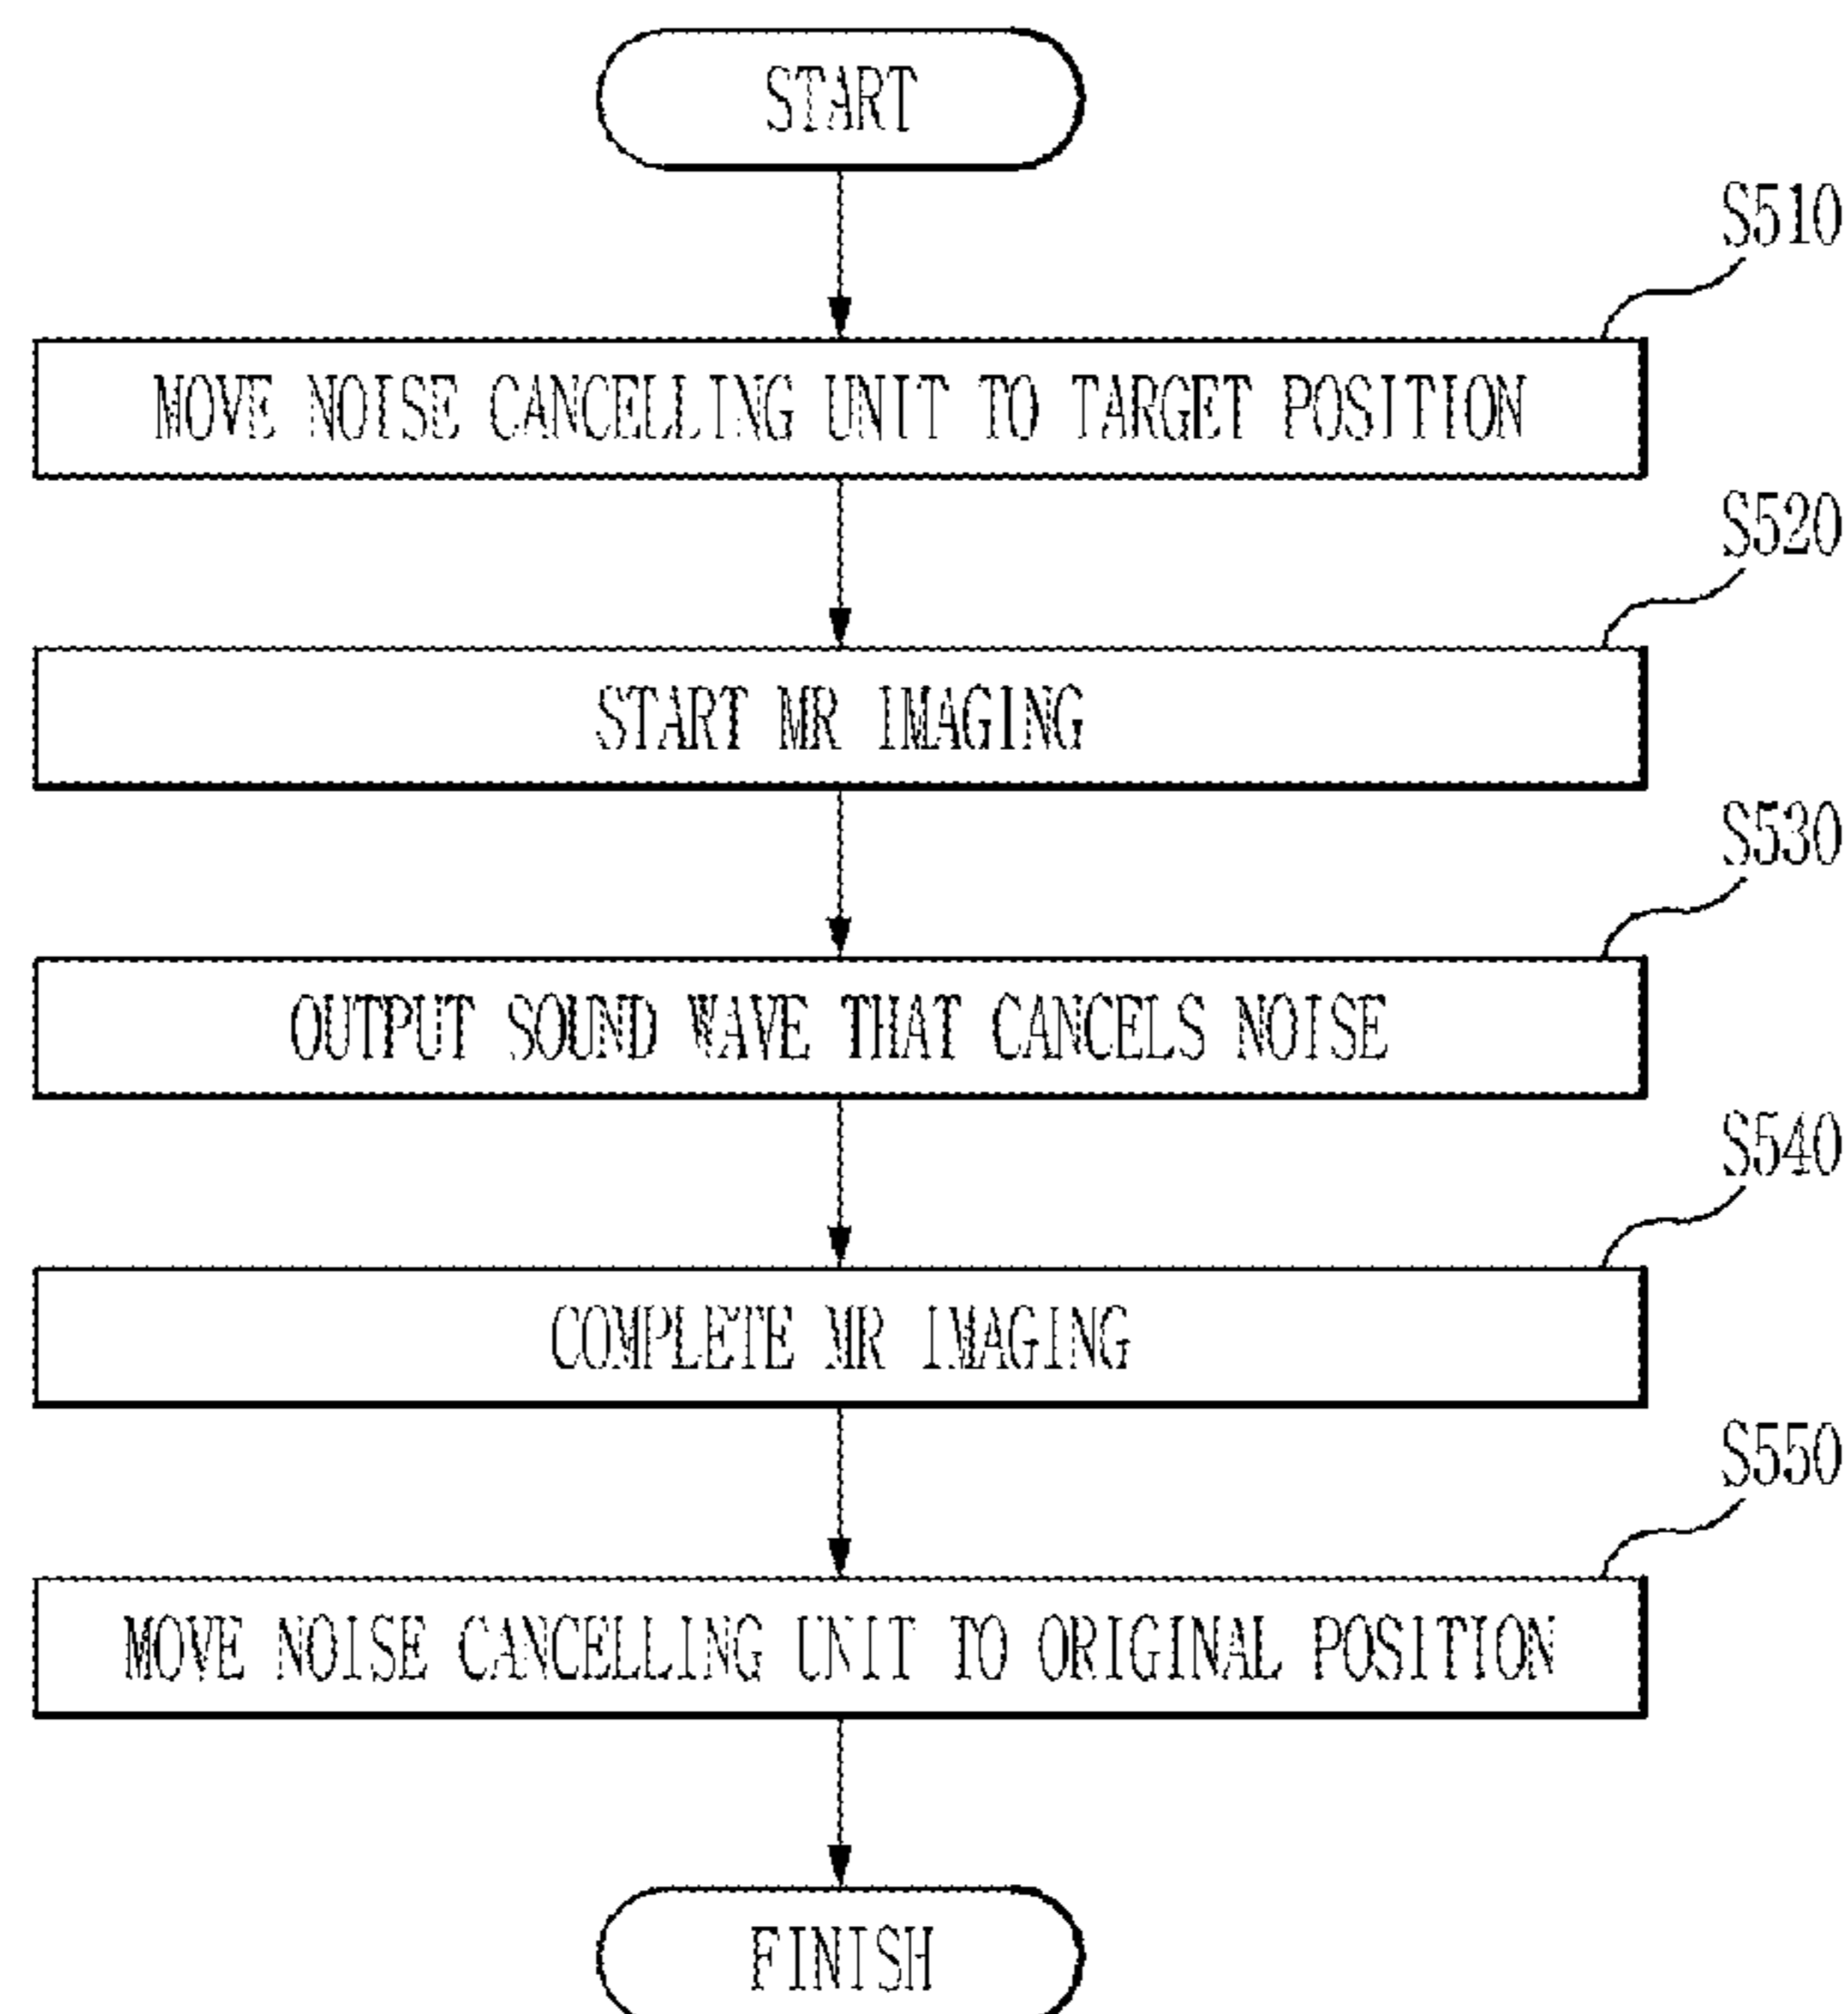 START
S510
MOVE NOISE CANCELLING UNIT TO TARGET POSITION
S520
START MR IMAGING
S530
OUTPUT SOUND WAVE THAT CANCELS NOISE
S540
COMPLETE MR IMAGING
S550
MOVE NOISE CANCELLING UNIT TO ORIGINAL POSITION
FINISH